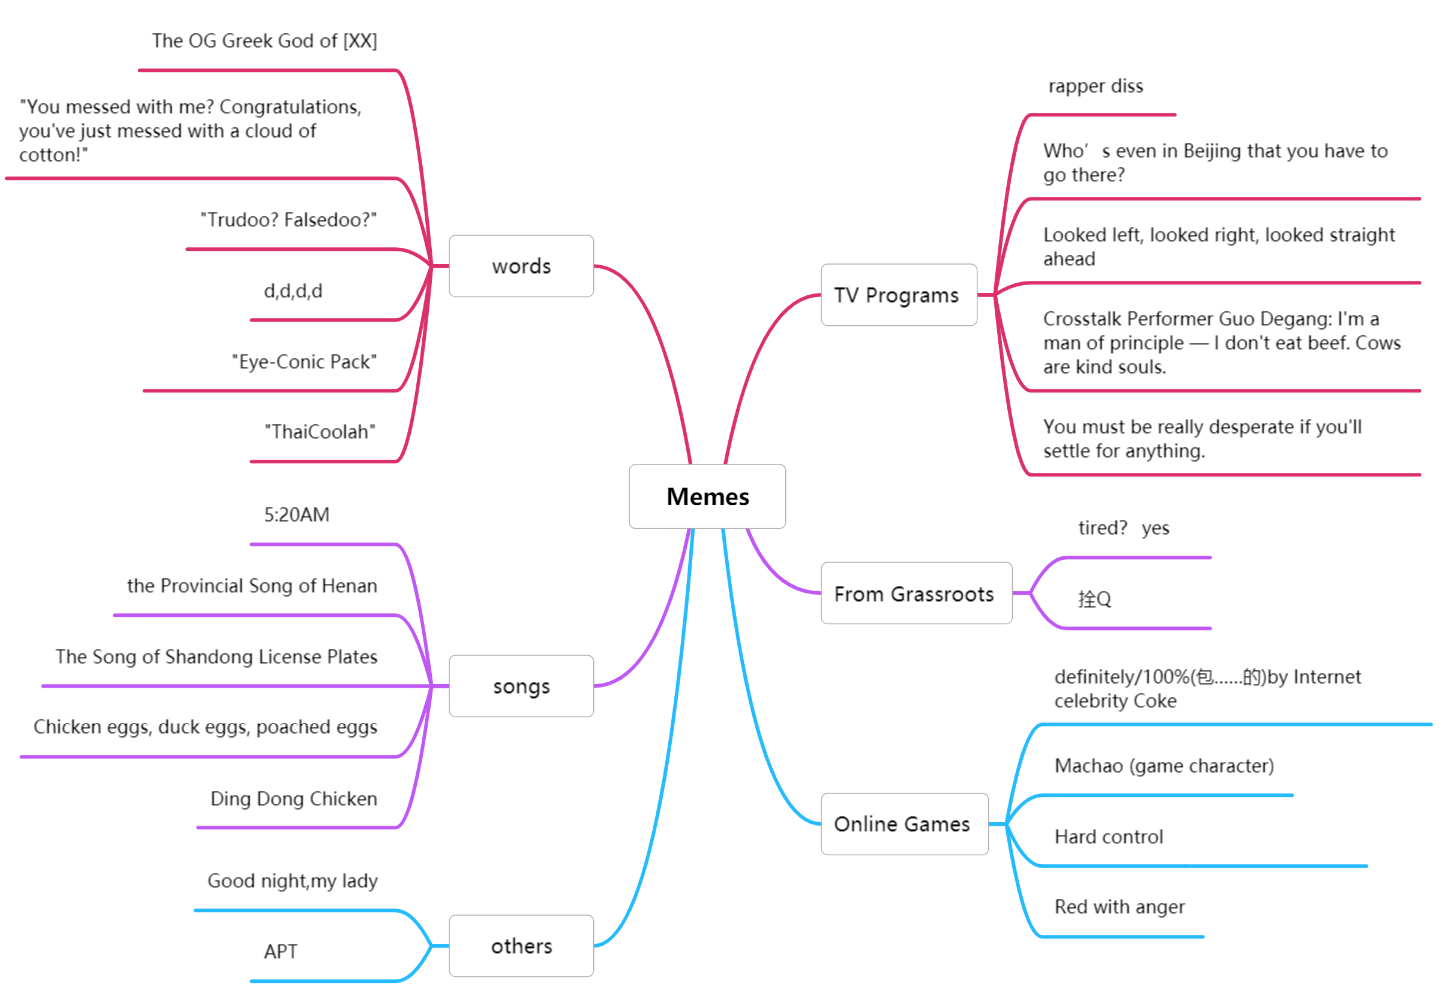 Memes
words
The OG Greek God of [XX]
"You messed with me? Congratulations,
you've just messed with a cloud of
cotton!"
"Trudoo? Falsedoo?"
d,d,d,d
"Eye-Conic Pack"
"ThaiCoolah"
songs
5:20AM
the Provincial Song of Henan
The Song of Shandong License Plates
Chicken eggs, duck eggs, poached eggs
Ding Dong Chicken
others
Good night,my lady
APT
TV Programs
rapper diss
Who’s even in Beijing that you have to
go there?
Looked left, looked right, looked straight
ahead
Crosstalk Performer Guo Degang: I'm a
man of principle — I don't eat beef. Cows
are kind souls.
You must be really desperate if you'll
settle for anything.
From Grassroots
tired? yes
拴Q
Online Games
definitely/100%(包……的)by Internet
celebrity Coke
Machao (game character)
Hard control
Red with anger